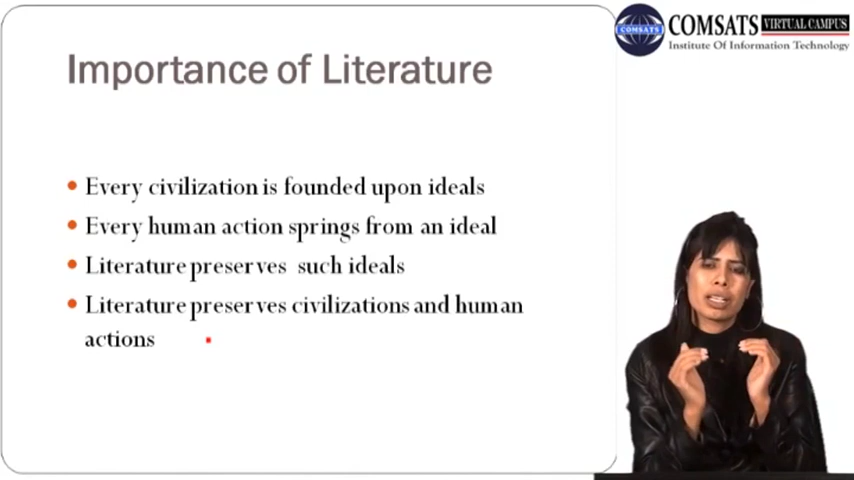 Importance of Literature
COMSATS VIRTUAL CAMPUS
Institute Of Information Technology
COMSATS
Every civilization is founded upon ideals
Every human action springs from an ideal
Literature preserves such ideals
Literature preserves civilizations and human
actions